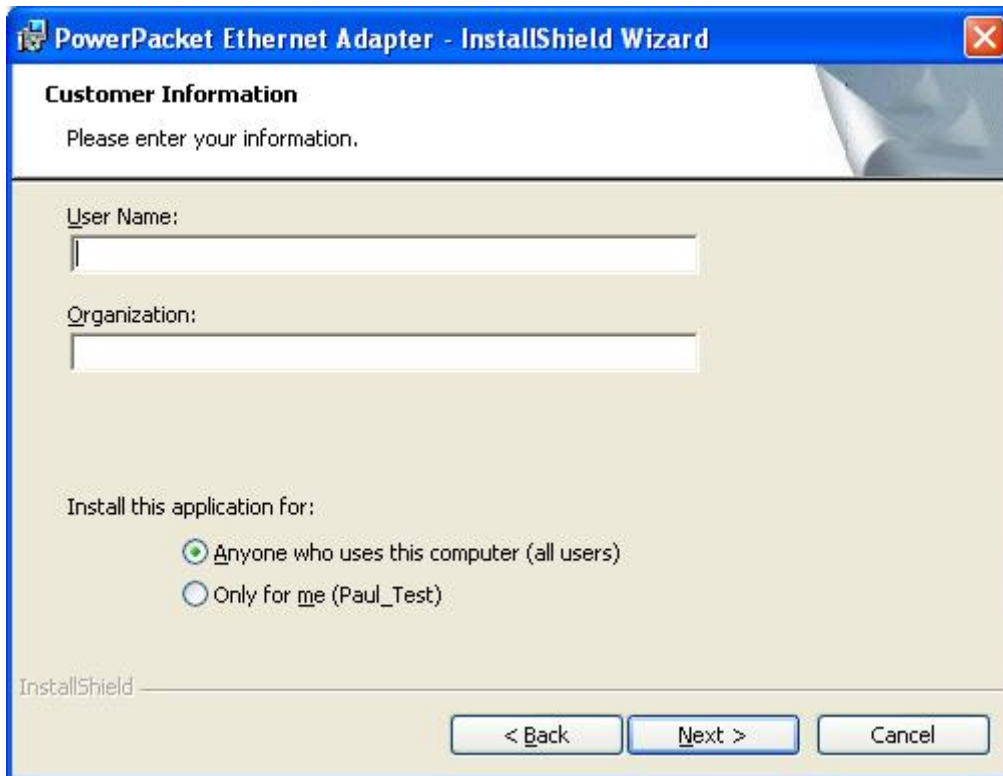 PowerPacket Ethernet Adapter - InstallShield Wizard
Customer Information
Please enter your information.
User Name:
Organization:
Install this application for:
Anyone who uses this computer (all users)
Only for me (Paul_Test)
InstallShield
< Back Next > Cancel